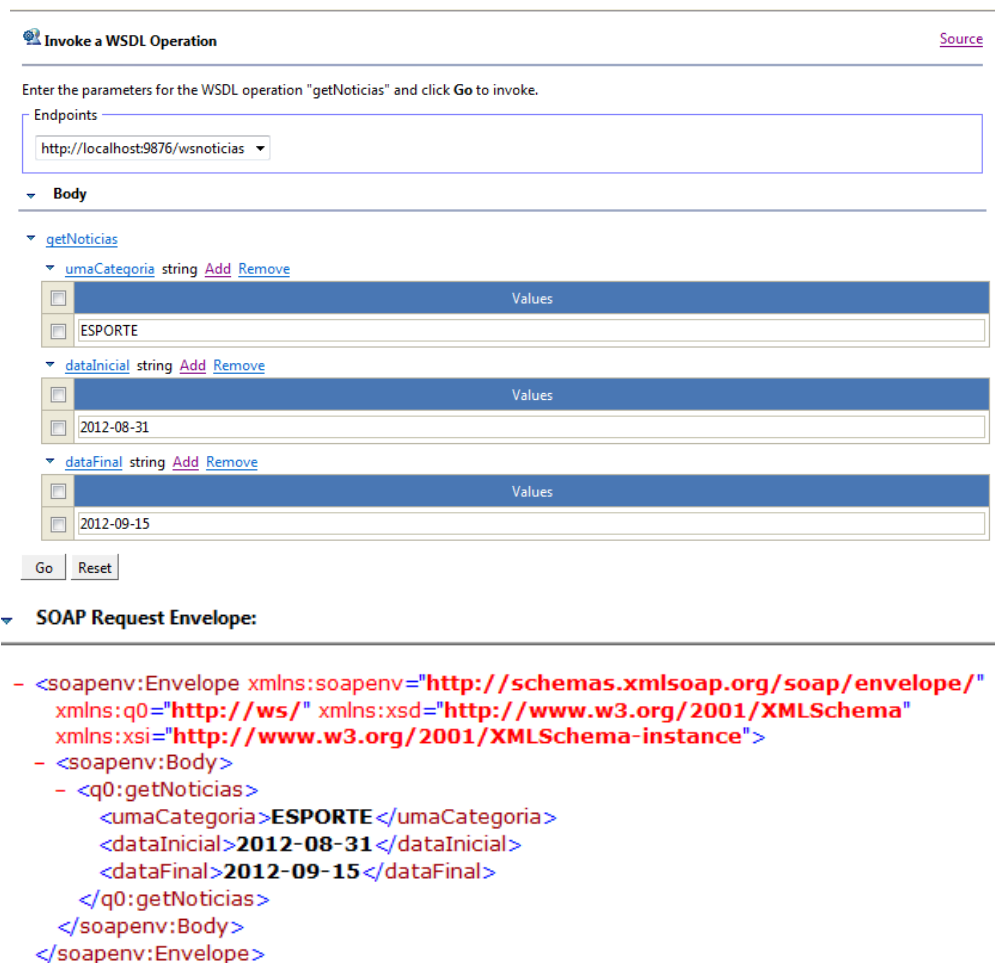 Invoke a WSDL Operation Source
Enter the parameters for the WSDL operation "getNoticias" and click Go to invoke.
Endpoints
http://localhost:9876/wsnoticias
Body
getNoticias
umaCategoria string Add Remove
Values
ESPORTE
dataInicial string Add Remove
Values
2012-08-31
dataFinal string Add Remove
Values
2012-09-15
Go Reset
SOAP Request Envelope:
- <soapenv:Envelope xmlns:soapenv="http://schemas.xmlsoap.org/soap/envelope/"
xmlns:q0="http://ws/" xmlns:xsd="http://www.w3.org/2001/XMLSchema"
xmlns:xsi="http://www.w3.org/2001/XMLSchema-instance">
- <soapenv:Body>
- <q0:getNoticias>
<umaCategoria>ESPORTE</umaCategoria>
<dataInicial>2012-08-31</dataInicial>
<dataFinal>2012-09-15</dataFinal>
</q0:getNoticias>
</soapenv:Body>
</soapenv:Envelope>